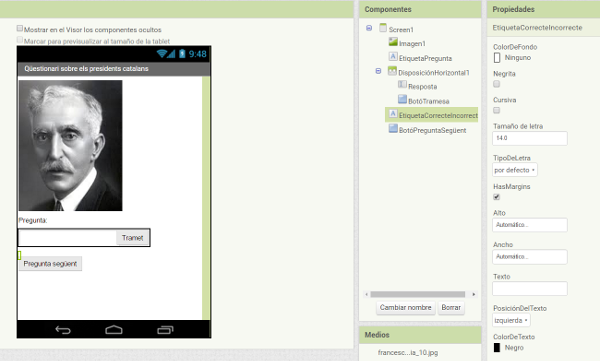 Mostrar en el Visor los componentes ocultos
Marcar para previsualizar al tamaño de la tablet
9:48
Qüestionari sobre els presidents catalans
Pregunta:
Tramet
Pregunta següent
Componentes
Screen1
Imagen1
EtiquetaPregunta
DisposiciónHorizontal1
Resposta
BotóTramesa
EtiquetaCorrecteIncorrect
BotóPreguntaSegüent
Cambiar nombre
Borrar
Medios
francesc...ia_10.jpg
Propiedades
EtiquetaCorrecteIncorrecte
ColorDeFondo
Ninguno
Negrita
Cursiva
Tamaño de letra
14.0
TipoDeLetra
por defecto
HasMargins
Alto
Automático...
Ancho
Automático...
Texto
PosiciónDelTexto
izquierda
ColorDeTexto
Negro